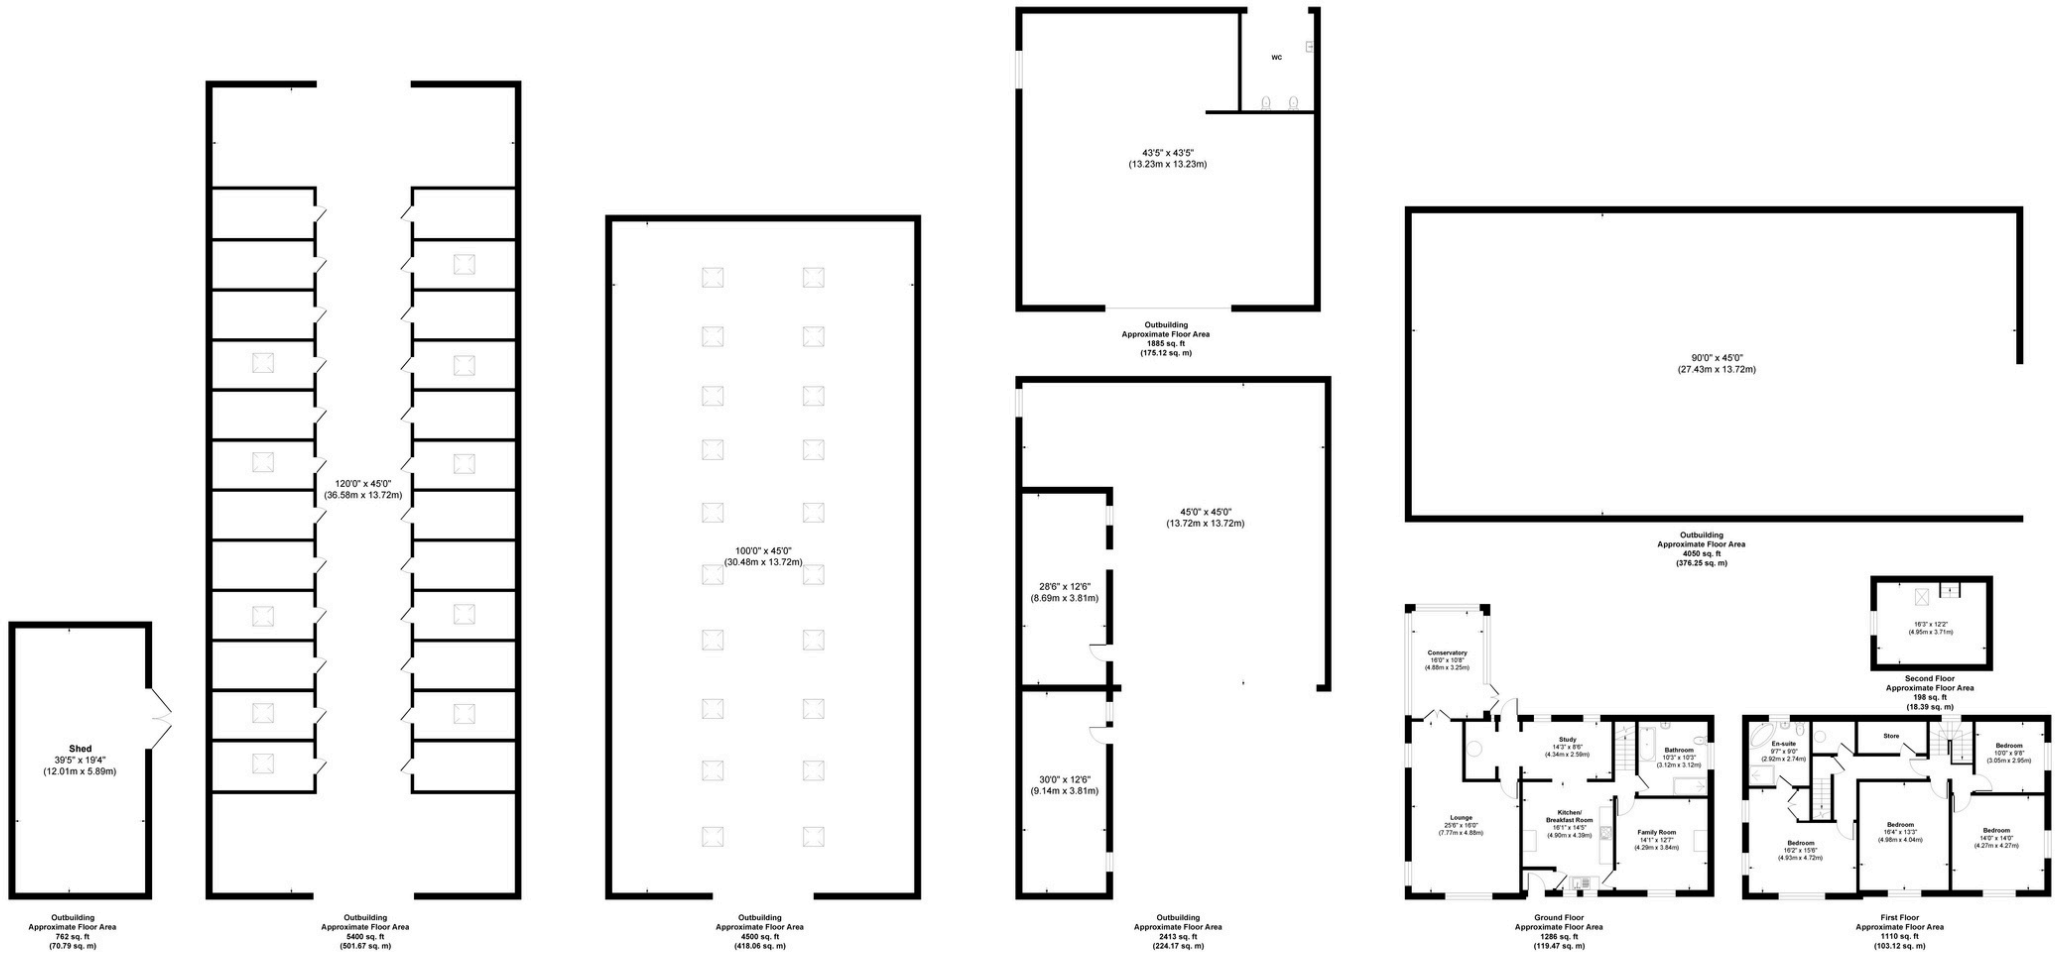 Shed
39'5" x 19'4"
(12.01m x 5.89m)
Outbuilding
Approximate Floor Area
762 sq. ft
(70.79 sq. m)
120'0" x 45'0"
(36.58m x 13.72m)
Outbuilding
Approximate Floor Area
5400 sq. ft
(501.67 sq. m)
100'0" x 45'0"
(30.48m x 13.72m)
Outbuilding
Approximate Floor Area
4500 sq. ft
(418.06 sq. m)
WC
43'5" x 43'5"
(13.23m x 13.23m)
Outbuilding
Approximate Floor Area
1885 sq. ft
(175.12 sq. m)
45'0" x 45'0"
(13.72m x 13.72m)
28'6" x 12'6"
(8.69m x 3.81m)
30'0" x 12'6"
(9.14m x 3.81m)
Outbuilding
Approximate Floor Area
2413 sq. ft
(224.17 sq. m)
90'0" x 45'0"
(27.43m x 13.72m)
Outbuilding
Approximate Floor Area
4050 sq. ft
(376.25 sq. m)
16'3" x 12'2"
(4.95m x 3.71m)
Second Floor
Approximate Floor Area
198 sq. ft
(18.39 sq. m)
Conservatory
16'0" x 10'8"
(4.88m x 3.25m)
Study
14'3" x 8'6"
(4.34m x 2.59m)
Bathroom
10'3" x 10'3"
(3.12m x 3.12m)
Lounge
25'6" x 16'0"
(7.77m x 4.88m)
Kitchen/
Breakfast Room
16'1" x 14'5"
(4.90m x 4.39m)
Family Room
14'1" x 12'7"
(4.29m x 3.84m)
Ground Floor
Approximate Floor Area
1286 sq. ft
(119.47 sq. m)
En-suite
9'7" x 9'0"
(2.92m x 2.74m)
Store
Bedroom
10'0" x 9'8"
(3.05m x 2.95m)
Bedroom
16'2" x 15'6"
(4.93m x 4.72m)
Bedroom
16'4" x 13'3"
(4.98m x 4.04m)
Bedroom
14'0" x 14'0"
(4.27m x 4.27m)
First Floor
Approximate Floor Area
1110 sq. ft
(103.12 sq. m)